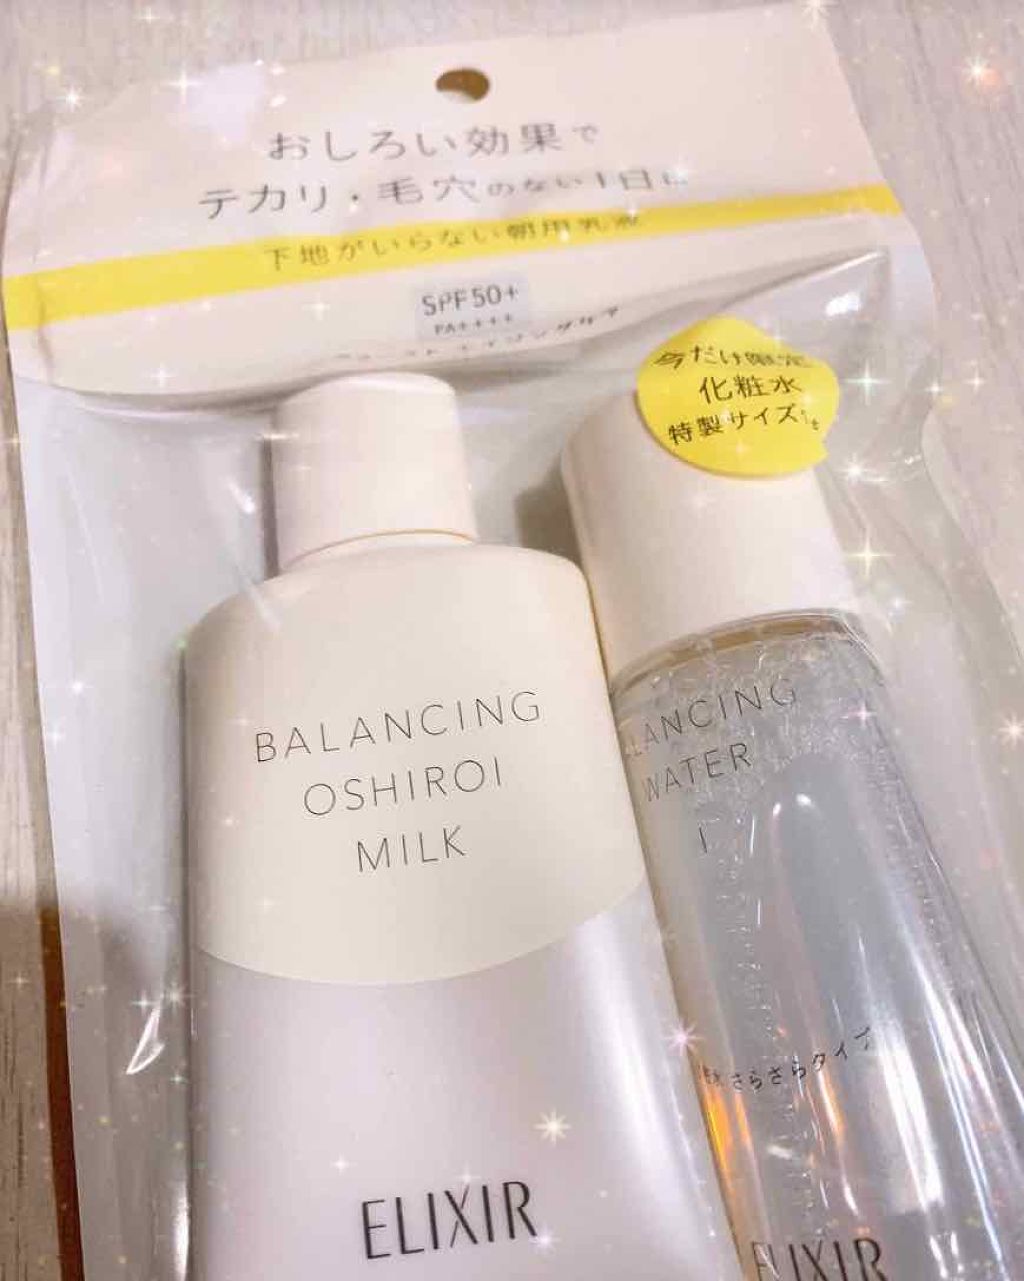 おしろい効果で
テカリ・毛穴のない1日に
下地がいらない朝用乳液
SPF50+
PA++++
今だけ限定
化粧水
特製サイズ
BALANCING
OSHIROI
MILK
ELIXIR
LANCING
WATER
I
さらさらタイプ
ELIXIR